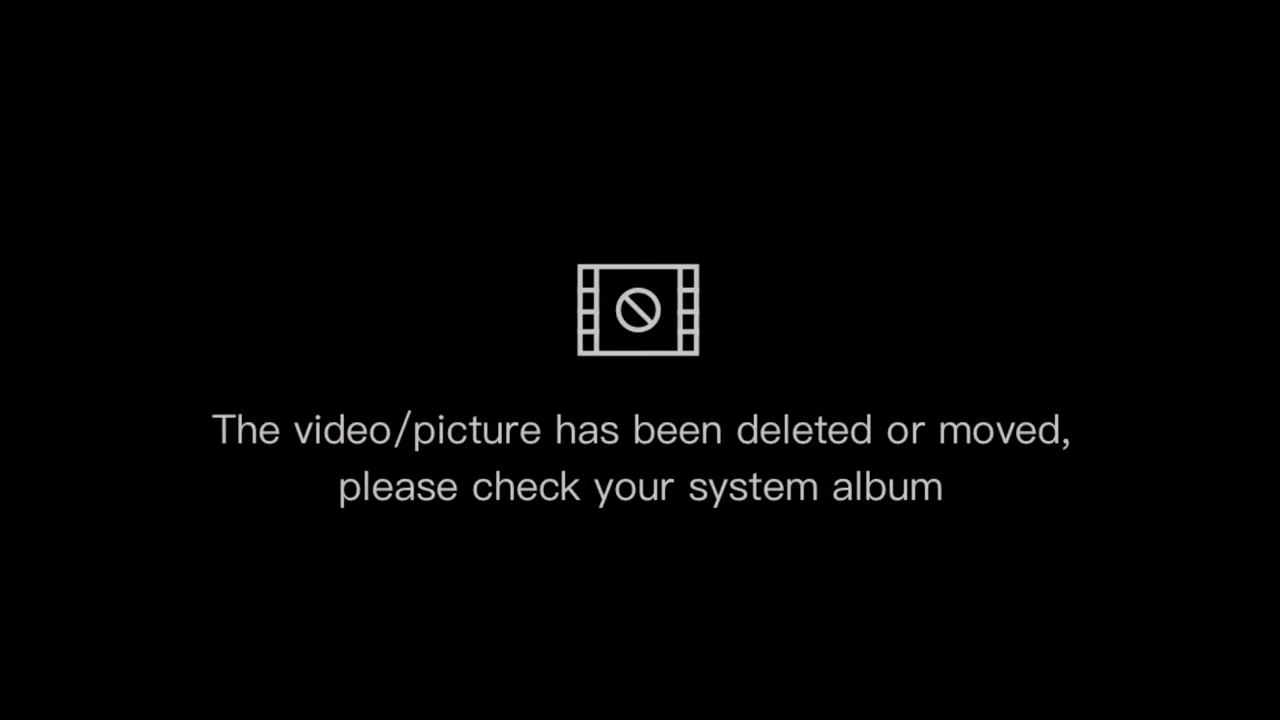 The video/picture has been deleted or moved,
please check your system album